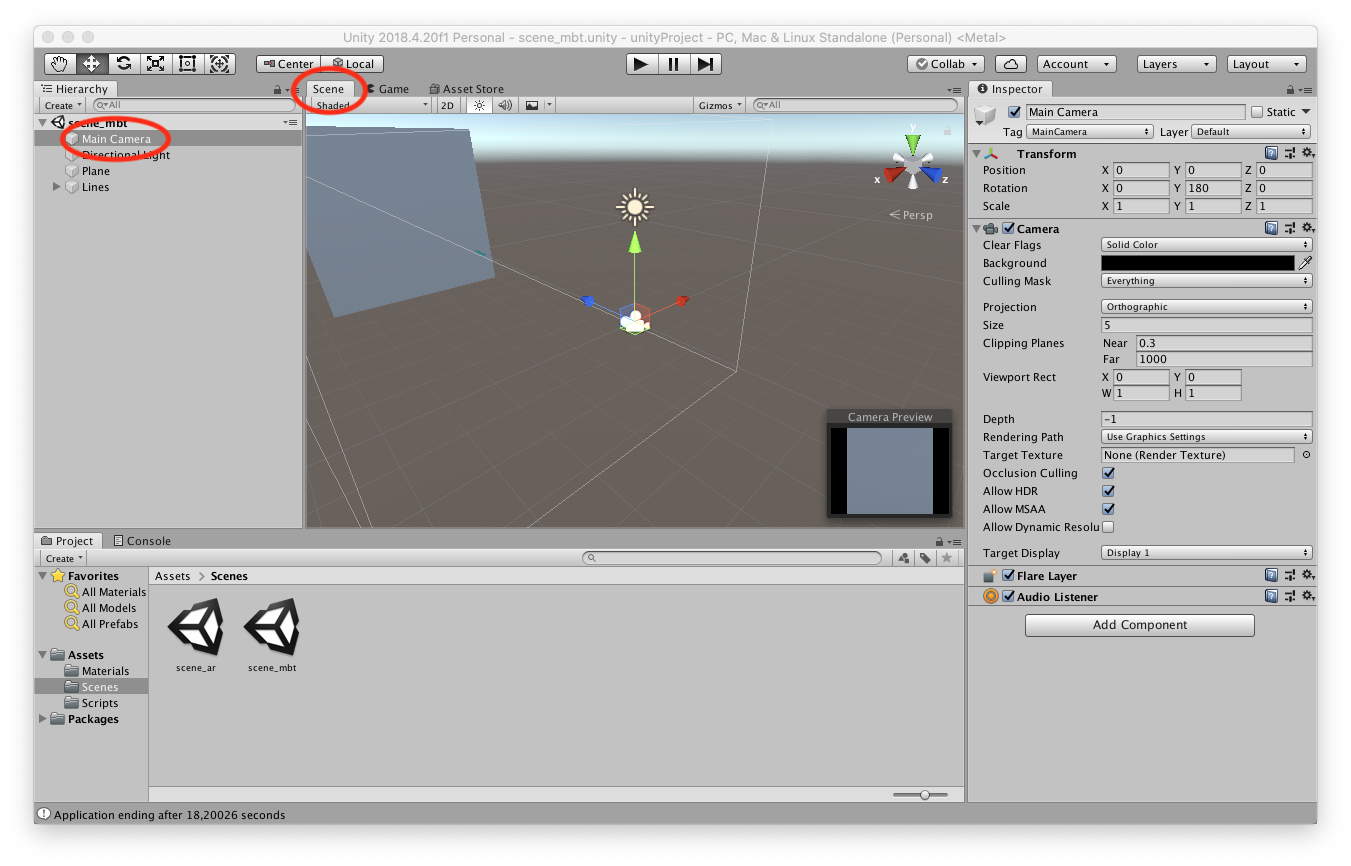 Unity 2018.4.20f1 Personal - scene_mbt.unity - unityProject - PC, Mac & Linux Standalone (Personal) <Metal>
Center Local Collab Account Layers Layout
Hierarchy
Create All
scene_mbt
Main Camera
Directional Light
Plane
Lines
Scene Game Asset Store
Shaded 2D Gizmos All
y
x z
Persp
Camera Preview
Inspector
Main Camera Static
Tag MainCamera Layer Default
Transform
Position X 0 Y 0 Z 0
Rotation X 0 Y 180 Z 0
Scale X 1 Y 1 Z 1
Camera
Clear Flags Solid Color
Background
Culling Mask Everything
Projection Orthographic
Size 5
Clipping Planes Near 0.3
Far 1000
Viewport Rect X 0 Y 0
W 1 H 1
Depth -1
Rendering Path Use Graphics Settings
Target Texture None (Render Texture)
Occlusion Culling
Allow HDR
Allow MSAA
Allow Dynamic Resolu
Target Display Display 1
Flare Layer
Audio Listener
Add Component
Project Console
Create
Favorites
All Materials
All Models
All Prefabs
Assets
Materials
Scenes
Scripts
Packages
Assets > Scenes
scene_ar scene_mbt
Application ending after 18,20026 seconds